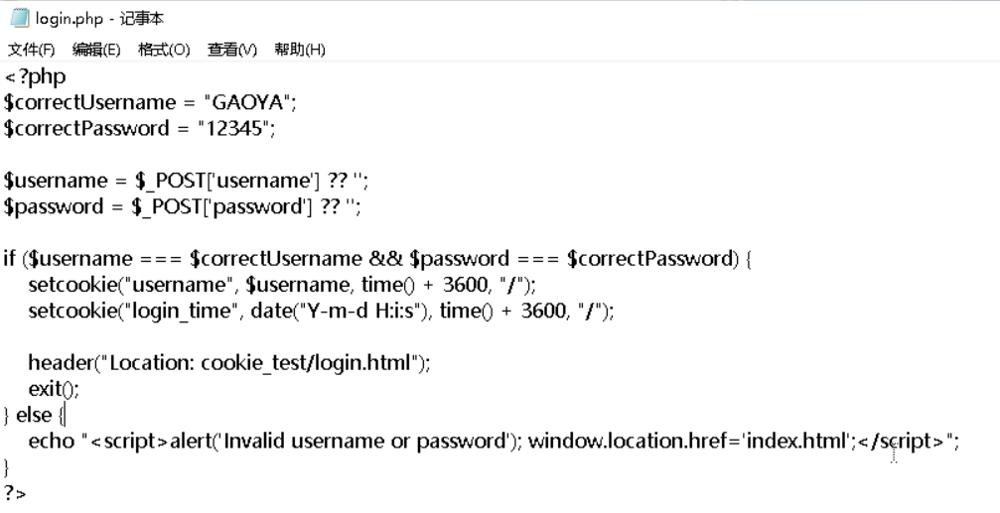 login.php - 记事本
文件(F) 编辑(E) 格式(O) 查看(V) 帮助(H)
<?php
$correctUsername = "GAOYA";
$correctPassword = "12345";
$username = $_POST['username'] ?? '';
$password = $_POST['password'] ?? '';
if ($username === $correctUsername && $password === $correctPassword) {
setcookie("username", $username, time() + 3600, "/");
setcookie("login_time", date("Y-m-d H:i:s"), time() + 3600, "/");
header("Location: cookie_test/login.html");
exit();
} else {
echo "<script>alert('Invalid username or password'); window.location.href='index.html';</script>";
}
?>